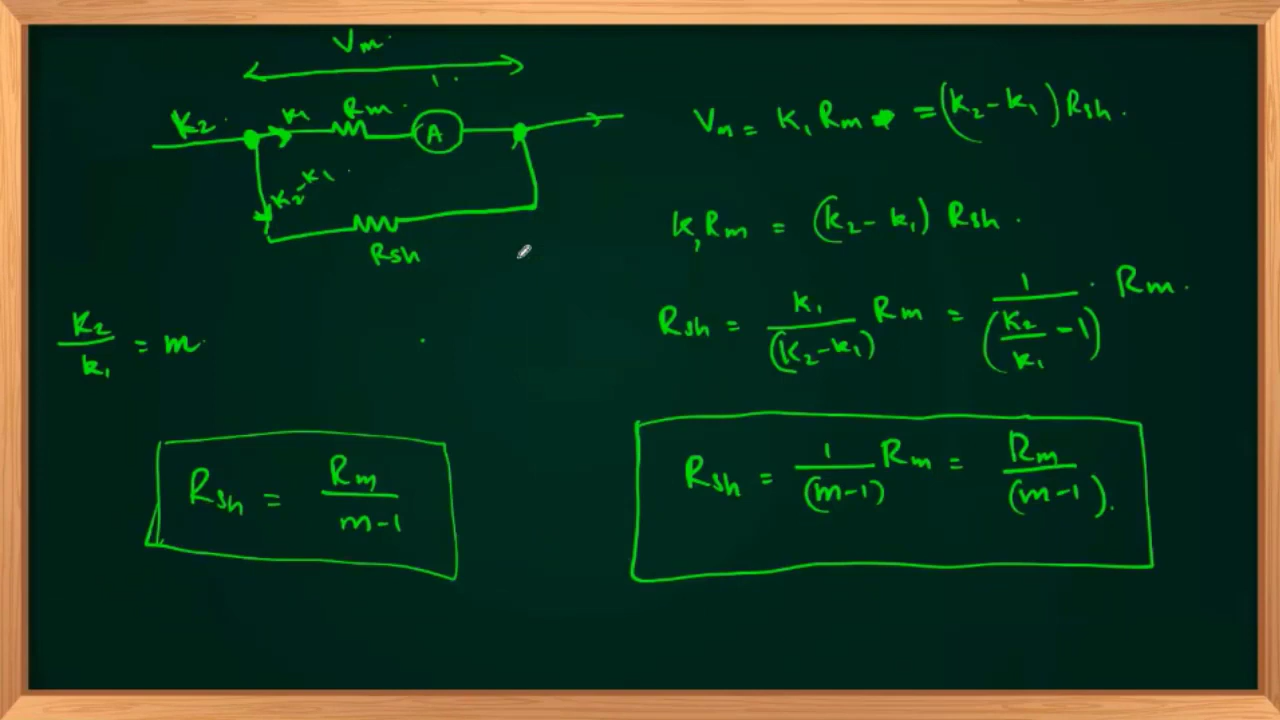 Vm.
K2. K1 Rm. A
K2-K1.
Rsh
Vm = K1 Rm = (K2-K1) Rsh.
K1 Rm = (K2-K1) Rsh.
Rsh = K1/(K2-K1) Rm = 1/(K2/K1 -1) · Rm.
K2/K1 = m
Rsh = Rm/m-1
Rsh = 1/(m-1) Rm = Rm/(m-1).